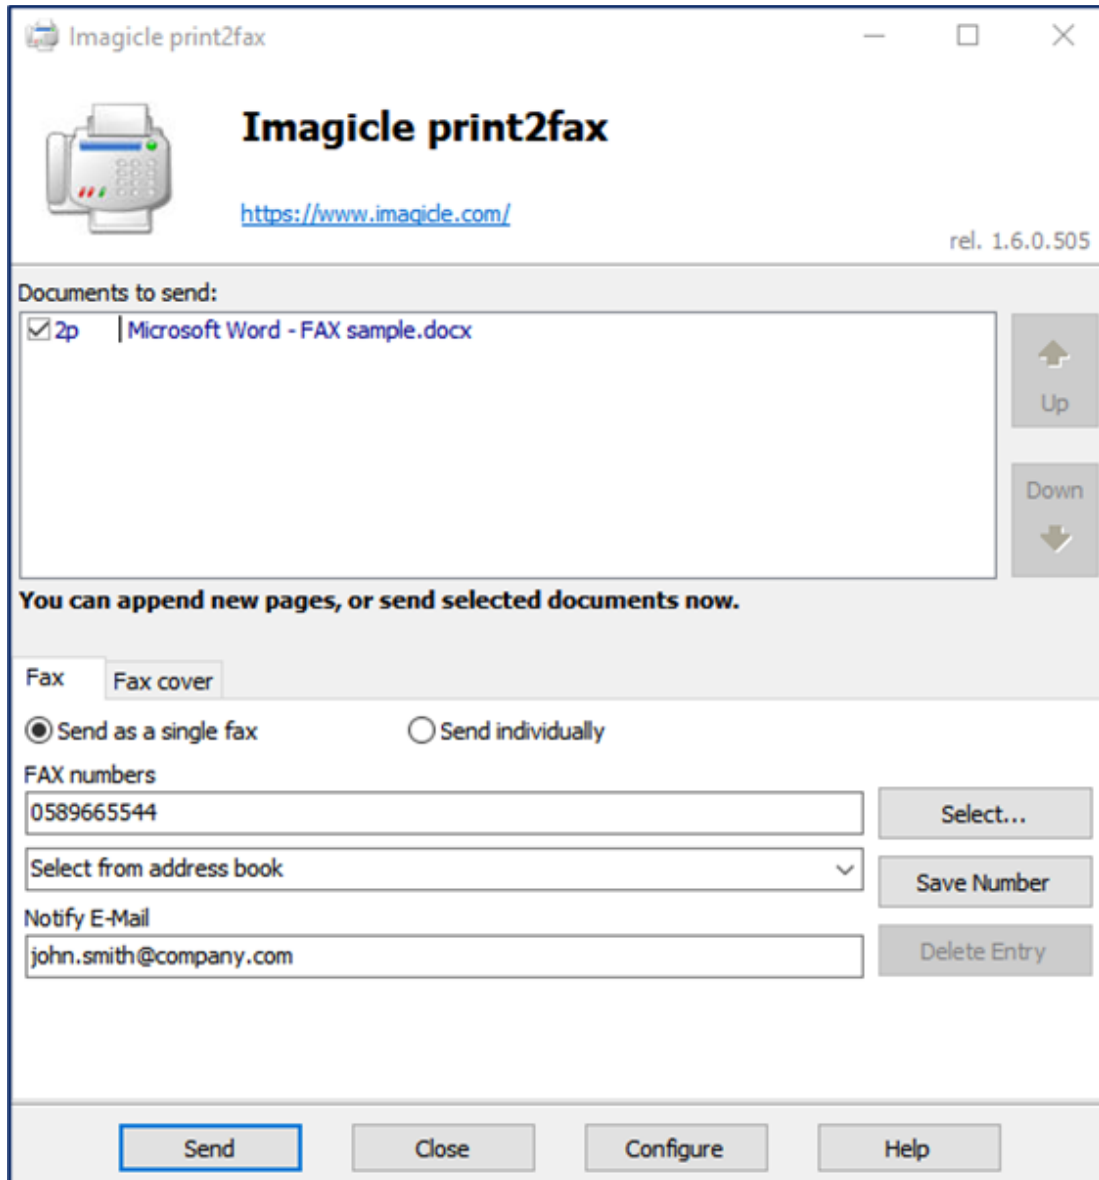 Imagicle print2fax
Imagicle print2fax
https://www.imagicle.com/
rel. 1.6.0.505
Documents to send:
2p Microsoft Word - FAX sample.docx
Up
Down
You can append new pages, or send selected documents now.
Fax Fax cover
Send as a single fax Send individually
FAX numbers
0589665544 Select...
Select from address book Save Number
Notify E-Mail
john.smith@company.com Delete Entry
Send Close Configure Help